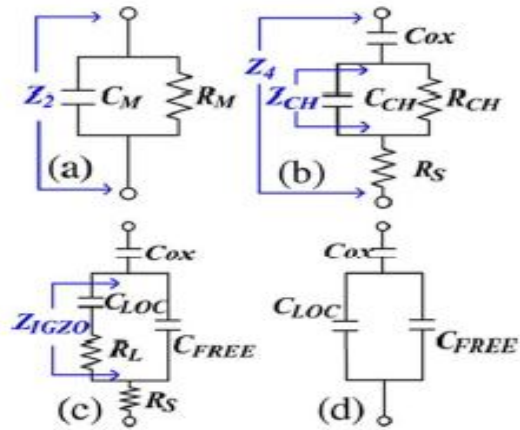 Z2 CM RM
(a)
Z4 Cox
ZCH CCH RCH
RS
(b)
Cox
CLOC
ZIGZO CFREE
RL
RS
(c)
Cox
CLOC
CFREE
(d)